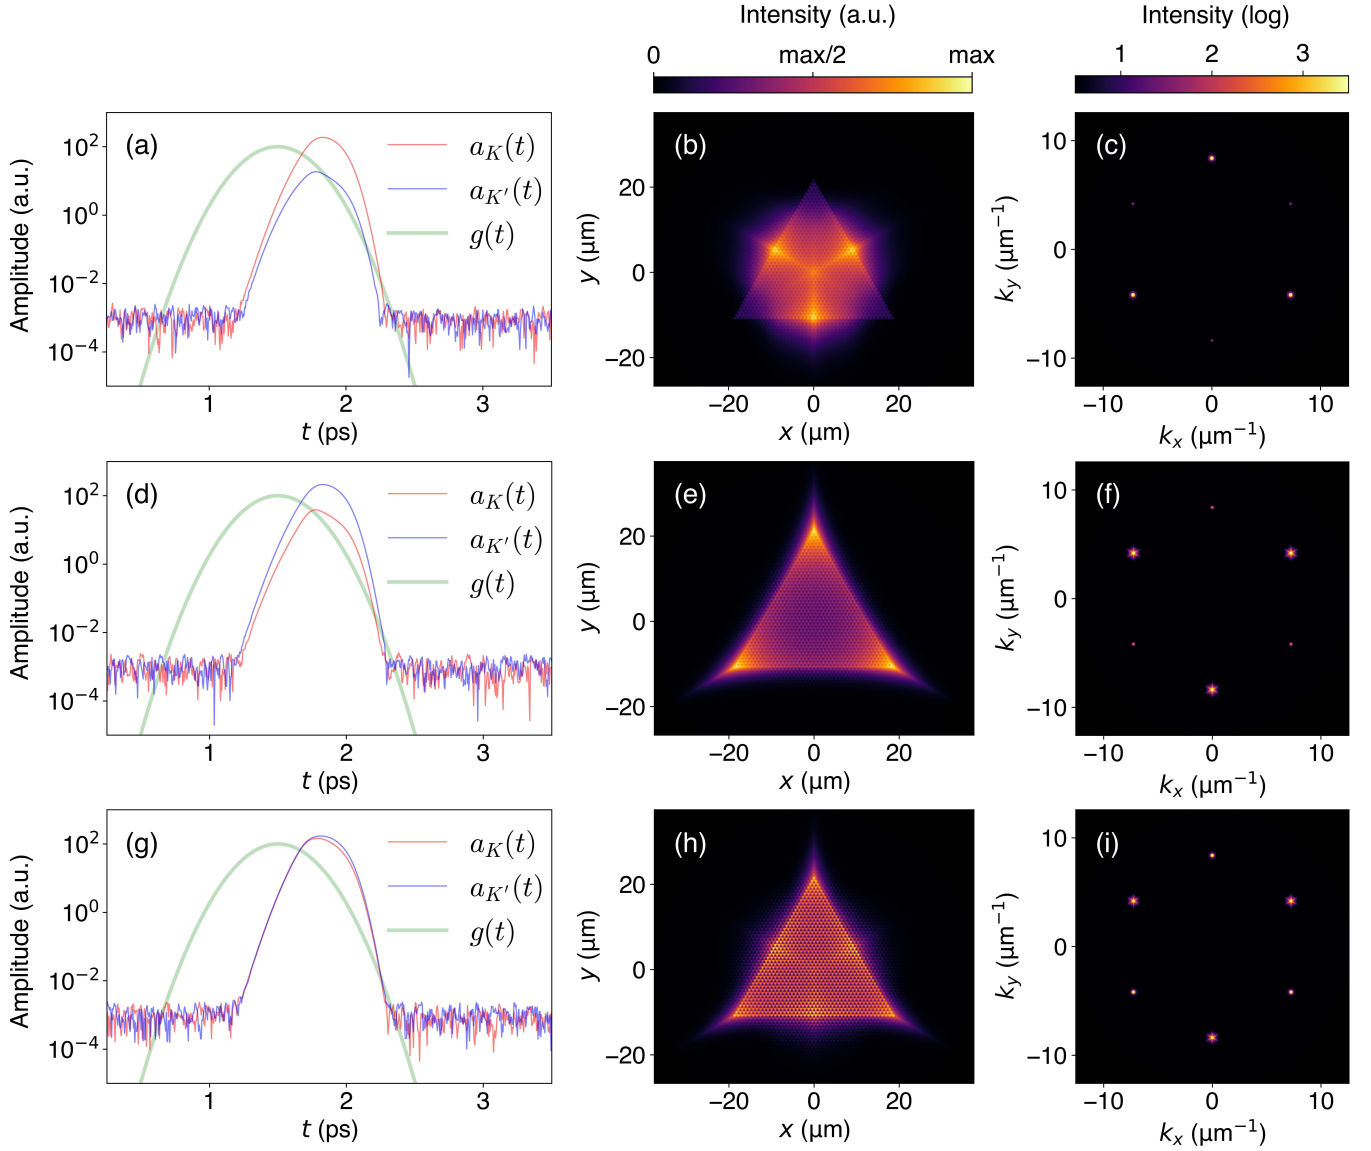 Intensity (a.u.)
Intensity (log)
0 max/2 max
1 2 3
(a)
a_K(t)
a_{K'}(t)
g(t)
Amplitude (a.u.)
10^2
10^0
10^{-2}
10^{-4}
1 2 3
t (ps)
(b)
y (μm)
20
0
−20
−20 0 20
x (μm)
(c)
k_y (μm^{-1})
10
0
−10
−10 0 10
k_x (μm^{-1})
(d)
a_K(t)
a_{K'}(t)
g(t)
Amplitude (a.u.)
10^2
10^0
10^{-2}
10^{-4}
1 2 3
t (ps)
(e)
y (μm)
20
0
−20
−20 0 20
x (μm)
(f)
k_y (μm^{-1})
10
0
−10
−10 0 10
k_x (μm^{-1})
(g)
a_K(t)
a_{K'}(t)
g(t)
Amplitude (a.u.)
10^2
10^0
10^{-2}
10^{-4}
1 2 3
t (ps)
(h)
y (μm)
20
0
−20
−20 0 20
x (μm)
(i)
k_y (μm^{-1})
10
0
−10
−10 0 10
k_x (μm^{-1})